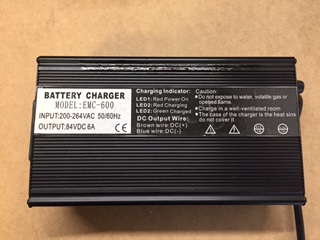 BATTERY CHARGER
MODEL:EMC-600
INPUT:200-264VAC 50/60Hz
OUTPUT:84VDC 6A
Charging Indicator:
LED1: Red Power On
LED2: Red Charging
LED2: Green Charged
DC Output Wire:
Brown wire:DC(+)
Blue wire:DC(-)
Caution:
●Do not expose to water, volatile gas or
opened flame.
●Charge in a well-ventilated room
●The base of the charger is the heat sink
do not cover it.